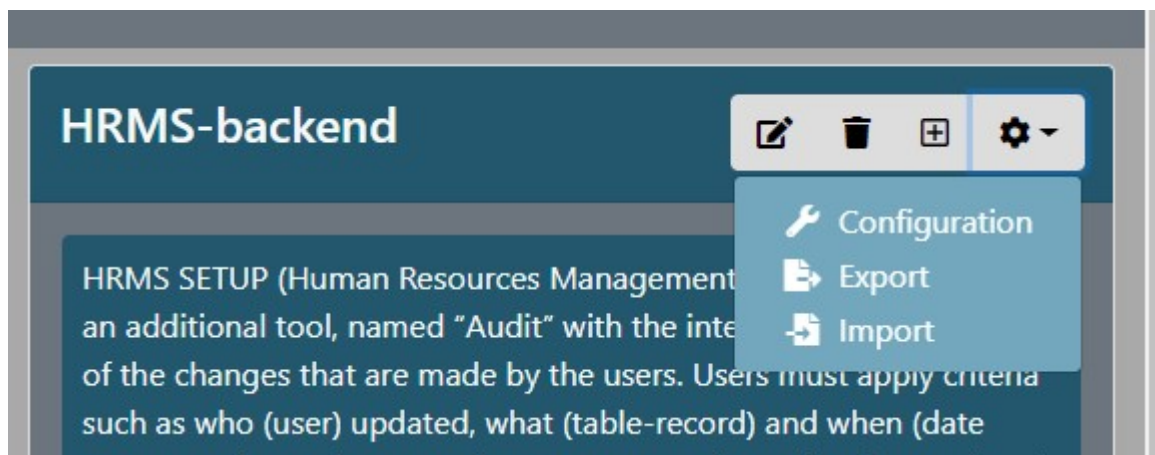 HRMS-backend
Configuration
Export
Import
HRMS SETUP (Human Resources Management
an additional tool, named “Audit” with the inte
of the changes that are made by the users. Users must apply criteria
such as who (user) updated, what (table-record) and when (date